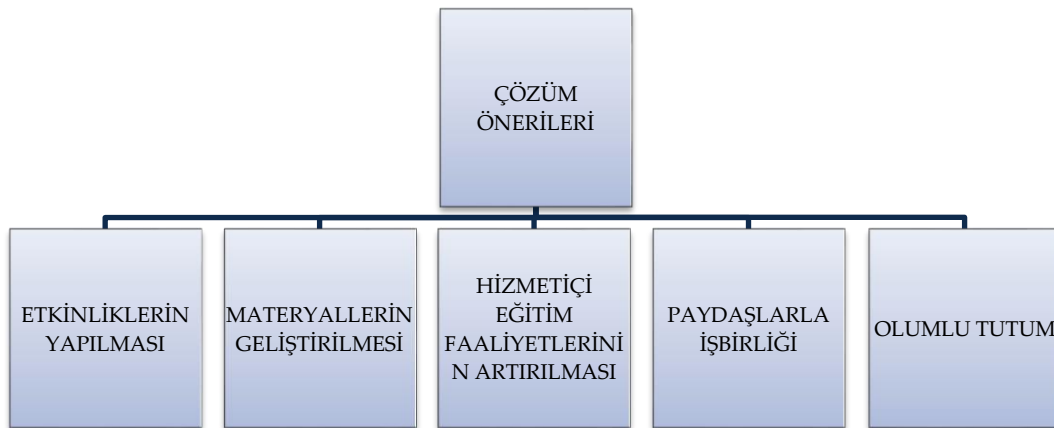 ÇÖZÜM
ÖNERİLERİ
ETKİNLİKLERİN
YAPILMASI
MATERYALLERİN
GELİŞTİRİLMESİ
HİZMETİÇİ
EĞİTİM
FAALİYETLERİNİ
N ARTIRILMASI
PAYDAŞLARLA
İŞBİRLİĞİ
OLUMLU TUTUM